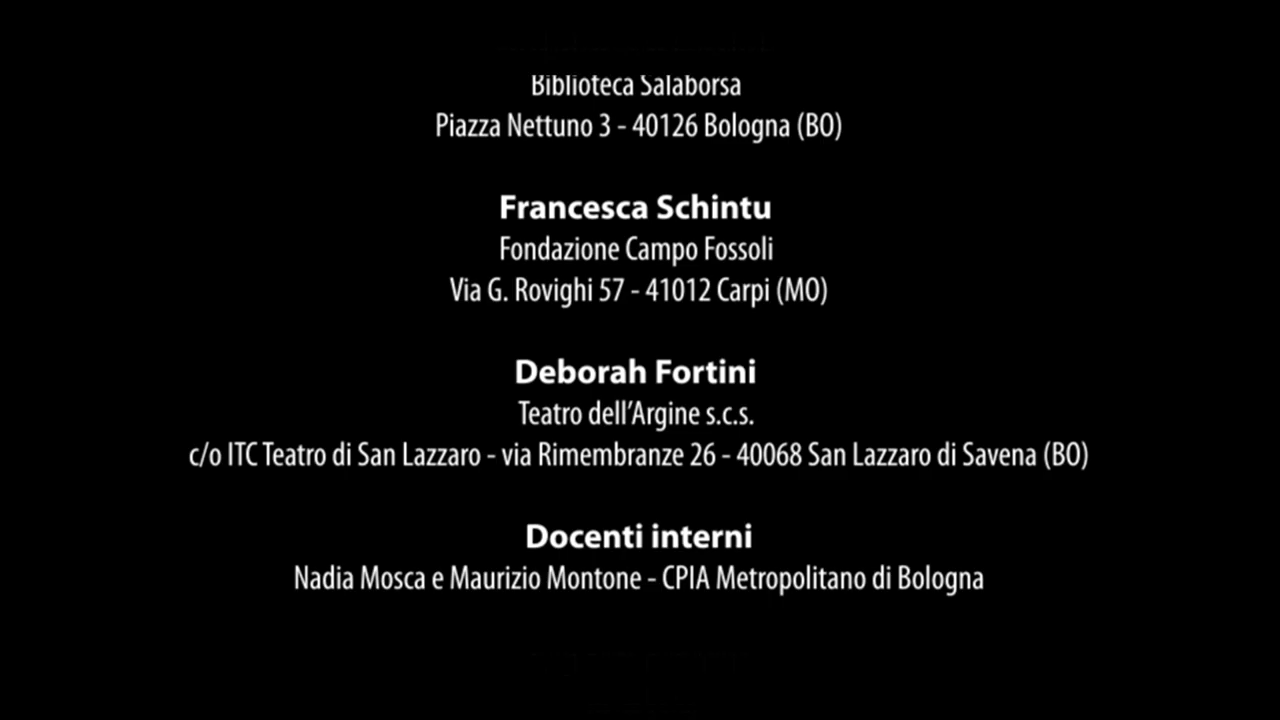 Biblioteca Salaborsa
Piazza Nettuno 3 - 40126 Bologna (BO)
Francesca Schintu
Fondazione Campo Fossoli
Via G. Rovighi 57 - 41012 Carpi (MO)
Deborah Fortini
Teatro dell’Argine s.c.s.
c/o ITC Teatro di San Lazzaro - via Rimembranze 26 - 40068 San Lazzaro di Savena (BO)
Docenti interni
Nadia Mosca e Maurizio Montone - CPIA Metropolitano di Bologna